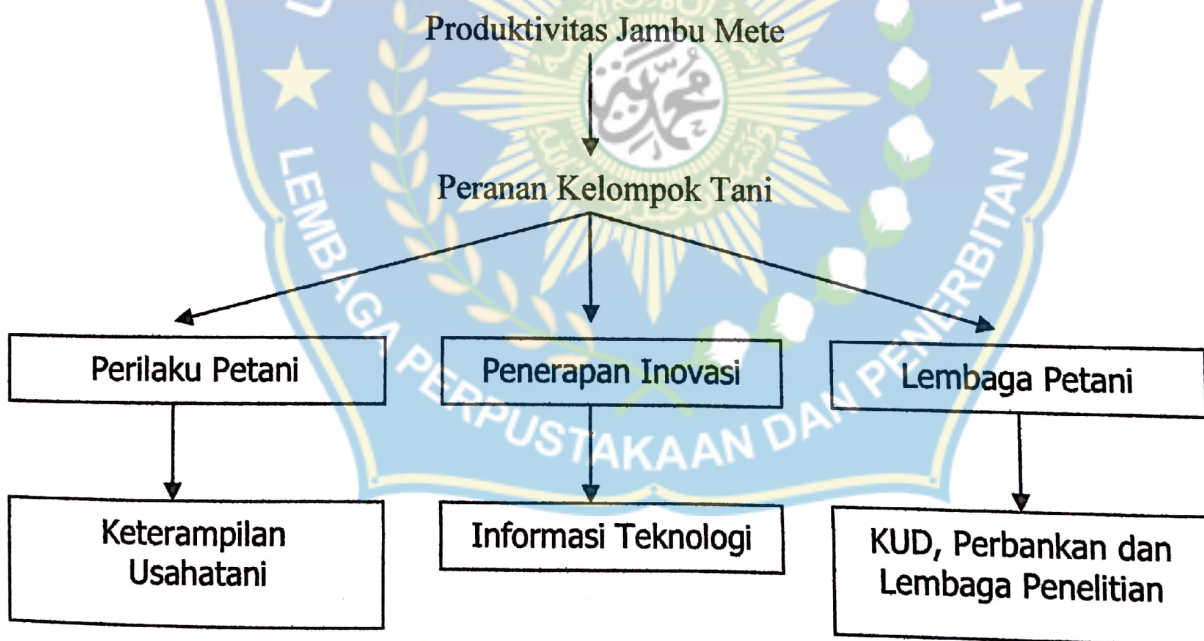 Produktivitas Jambu Mete
Peranan Kelompok Tani
Perilaku Petani
Penerapan Inovasi
Lembaga Petani
Keterampilan
Usahatani
Informasi Teknologi
KUD, Perbankan dan
Lembaga Penelitian
LEMBAGA PERPUSTAKAAN DAN PENERBITAN
محمد